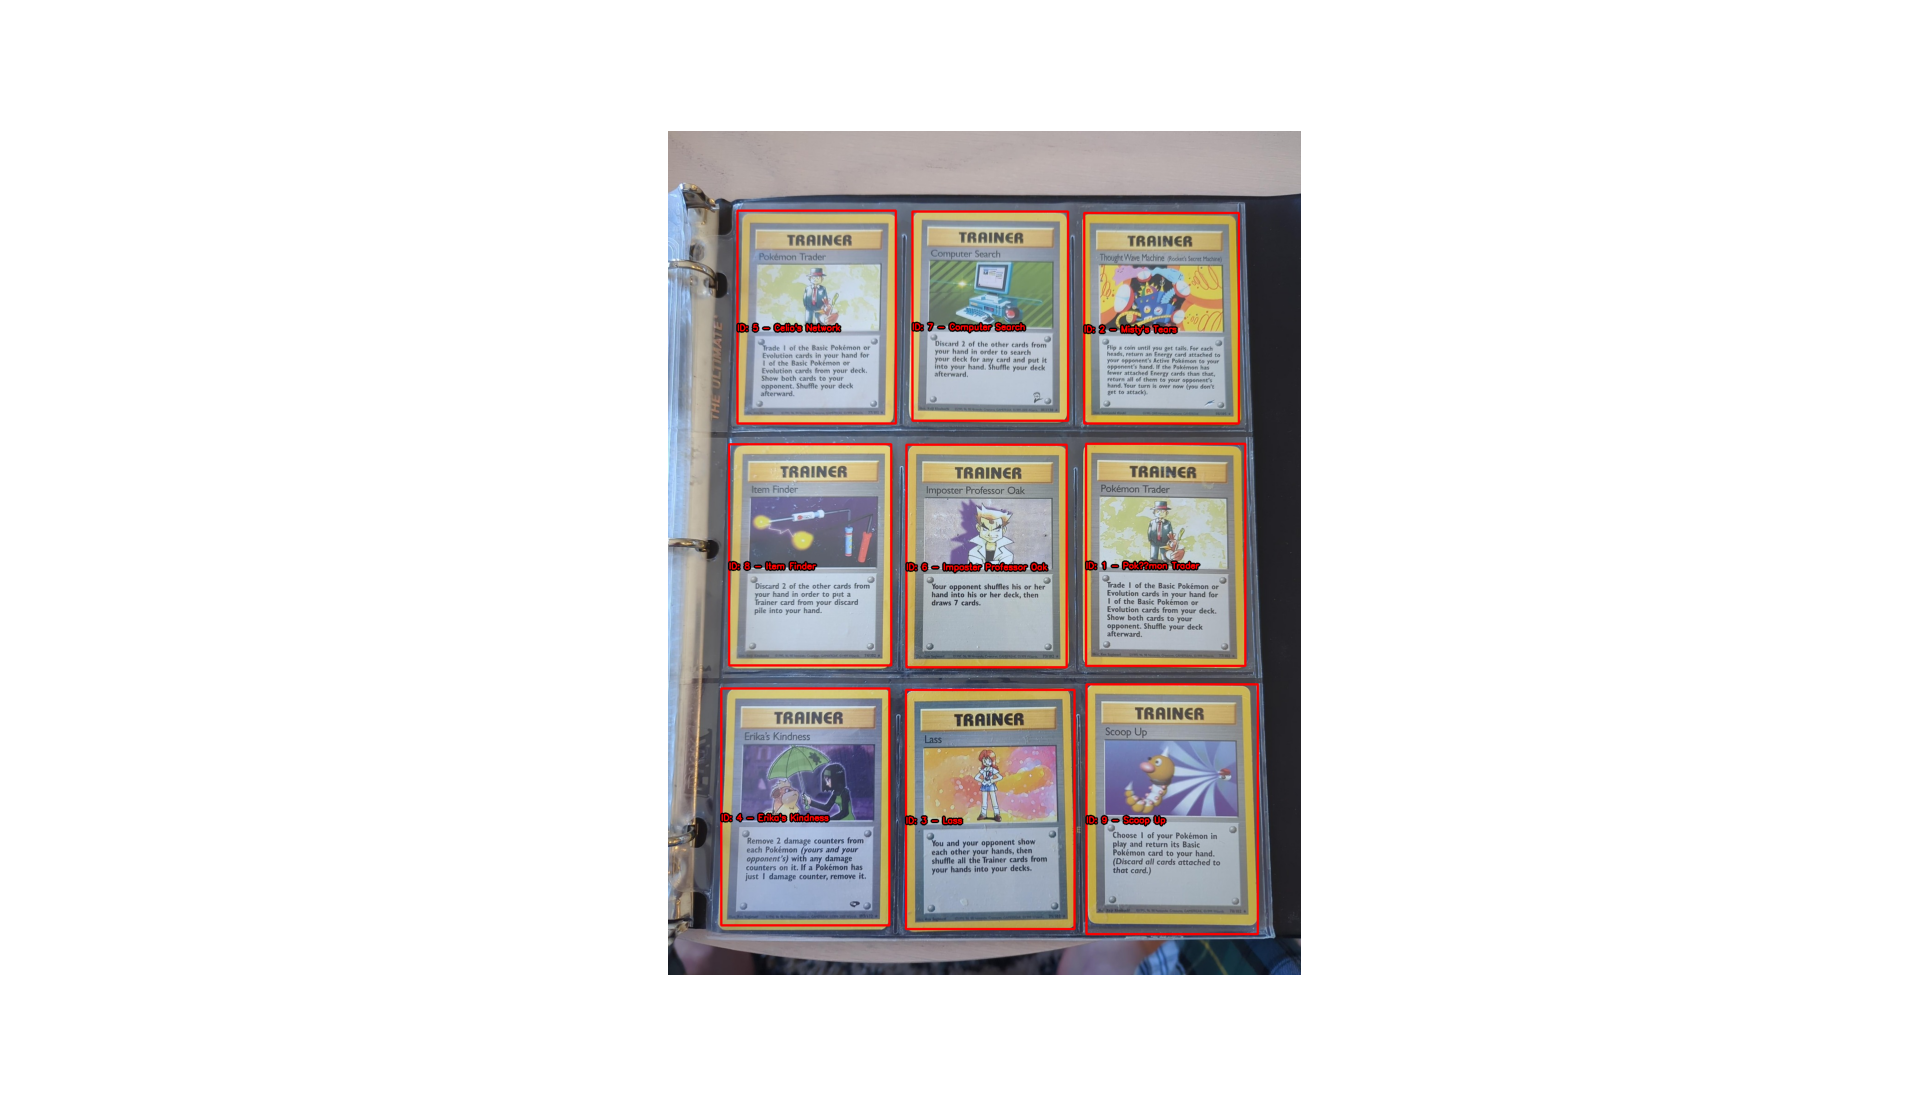 THE ULTIMATE
TRAINER
Pokémon Trader
ID: 5 - Celio's Network
Trade 1 of the Basic Pokémon or
Evolution cards in your hand for
1 of the Basic Pokémon or
Evolution cards from your deck.
Show both cards to your
opponent. Shuffle your deck
afterward.
TRAINER
Computer Search
ID: 7 - Computer Search
Discard 2 of the other cards from
your hand in order to search
your deck for any card and put it
into your hand. Shuffle your deck
afterward.
TRAINER
Thought Wave Machine (Rocket's Secret Machine)
ID: 2 - Misty's Tears
Flip a coin until you get tails. For each
heads, return an Energy card attached to
your opponent's Active Pokémon to your
opponent's hand. If the Pokémon has
fewer attached Energy cards than that,
return all of them to your opponent's
hand. Your turn is over now (you don't
get to attack).
TRAINER
Item Finder
ID: 8 - Item Finder
Discard 2 of the other cards from
your hand in order to put a
Trainer card from your discard
pile into your hand.
TRAINER
Imposter Professor Oak
ID: 6 - Imposter Professor Oak
Your opponent shuffles his or her
hand into his or her deck, then
draws 7 cards.
TRAINER
Pokémon Trader
ID: 1 - Pok??mon Trader
Trade 1 of the Basic Pokémon or
Evolution cards in your hand for
1 of the Basic Pokémon or
Evolution cards from your deck.
Show both cards to your
opponent. Shuffle your deck
afterward.
TRAINER
Erika's Kindness
ID: 4 - Erika's Kindness
Remove 2 damage counters from
each Pokémon (yours and your
opponent's) with any damage
counters on it. If a Pokémon has
just 1 damage counter, remove it.
TRAINER
Lass
ID: 3 - Lass
You and your opponent show
each other your hands, then
shuffle all the Trainer cards from
your hands into your decks.
TRAINER
Scoop Up
ID: 9 - Scoop Up
Choose 1 of your Pokémon in
play and return its Basic
Pokémon card to your hand.
(Discard all cards attached to
that card.)